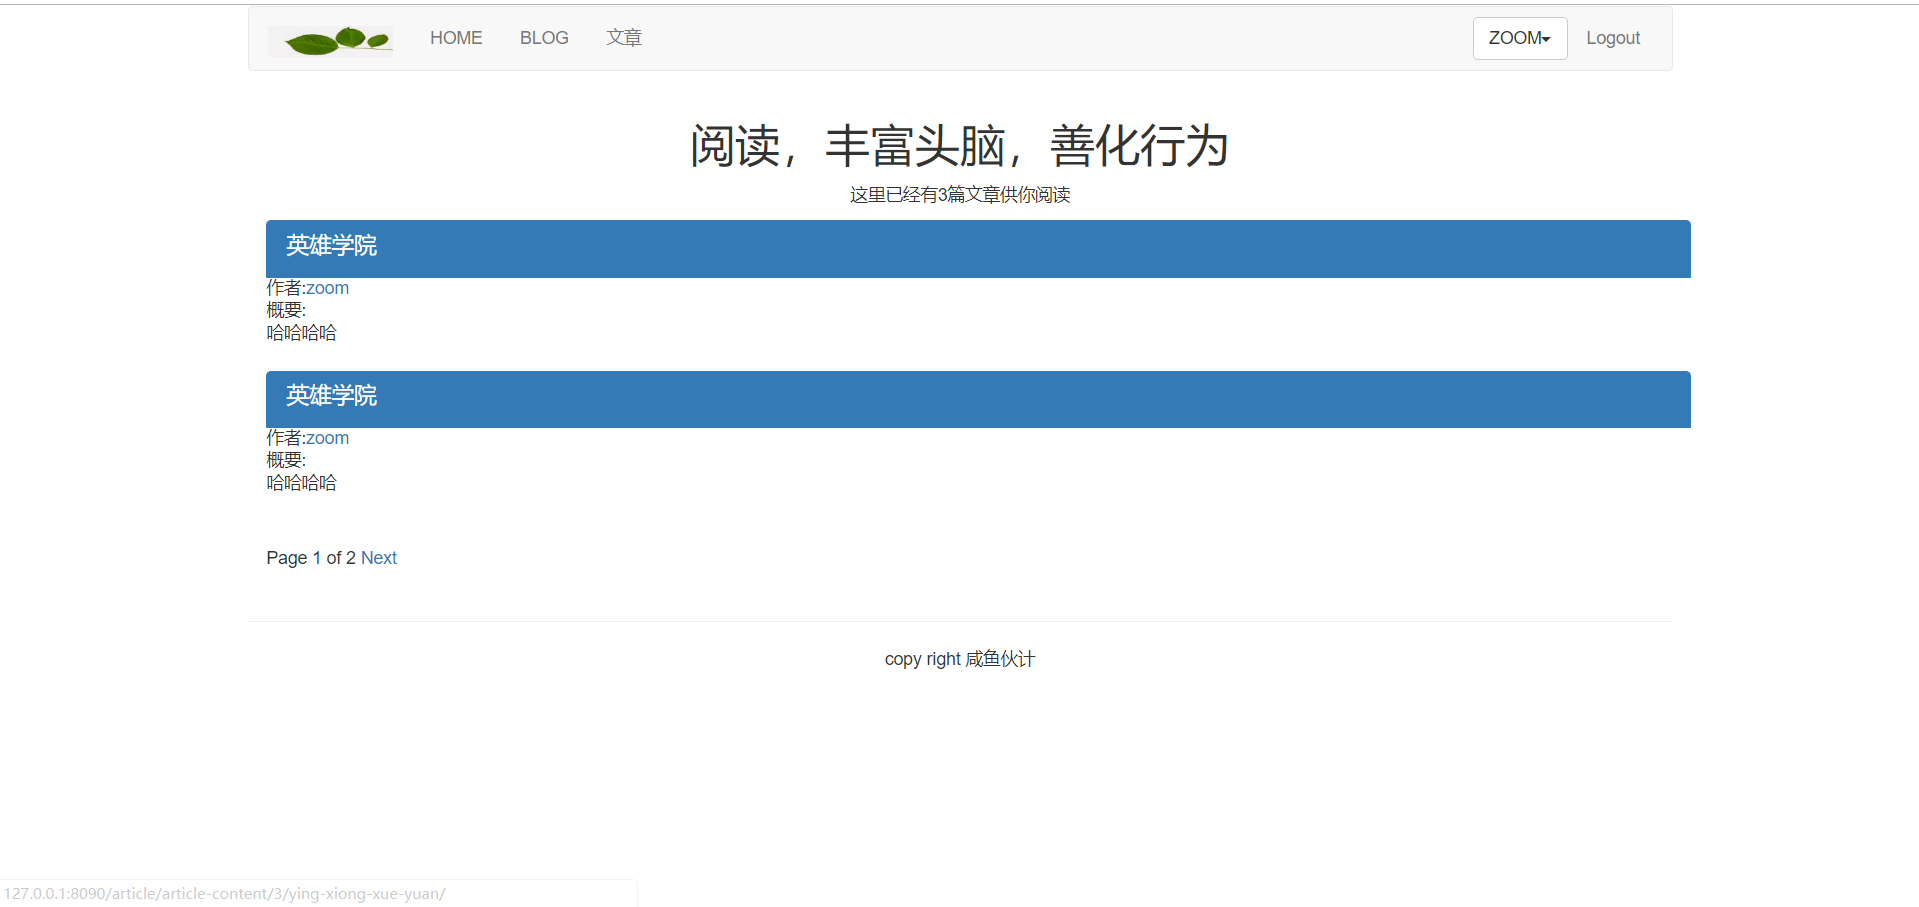 HOME BLOG 文章 ZOOM Logout
阅读，丰富头脑，善化行为
这里已经有3篇文章供你阅读
英雄学院
作者:zoom
概要:
哈哈哈哈
英雄学院
作者:zoom
概要:
哈哈哈哈
Page 1 of 2 Next
copy right 咸鱼伙计
127.0.0.1:8090/article/article-content/3/ying-xiong-xue-yuan/